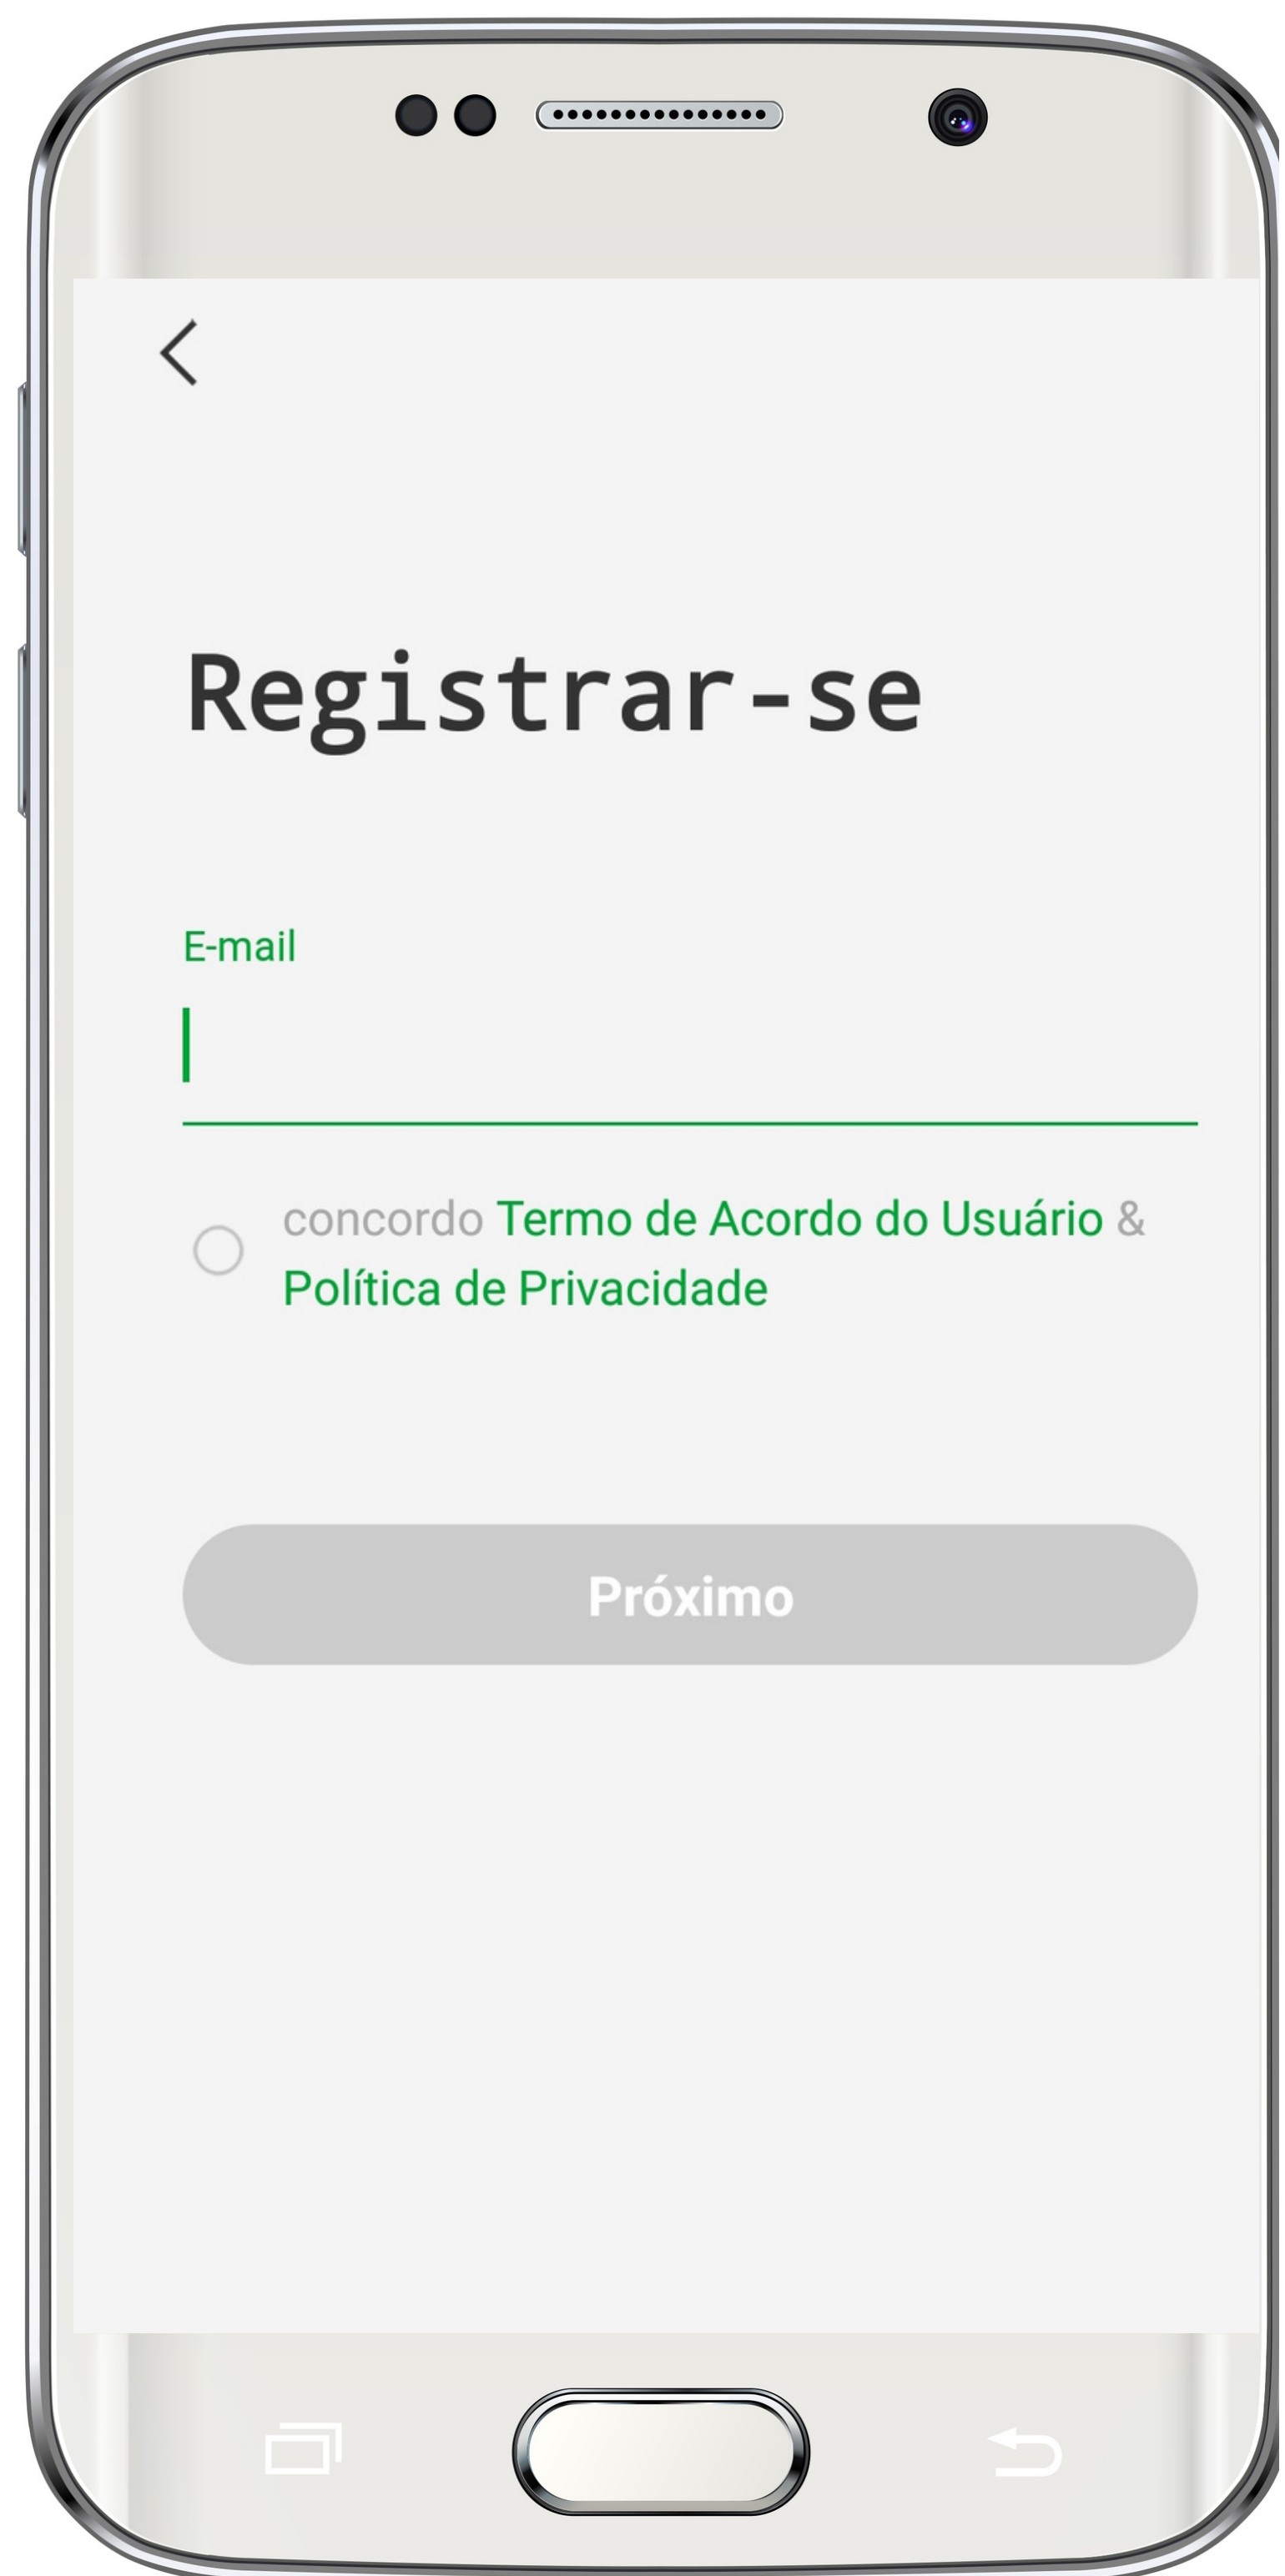 Registrar-se
E-mail
concordo Termo de Acordo do Usuário &
Política de Privacidade
Próximo